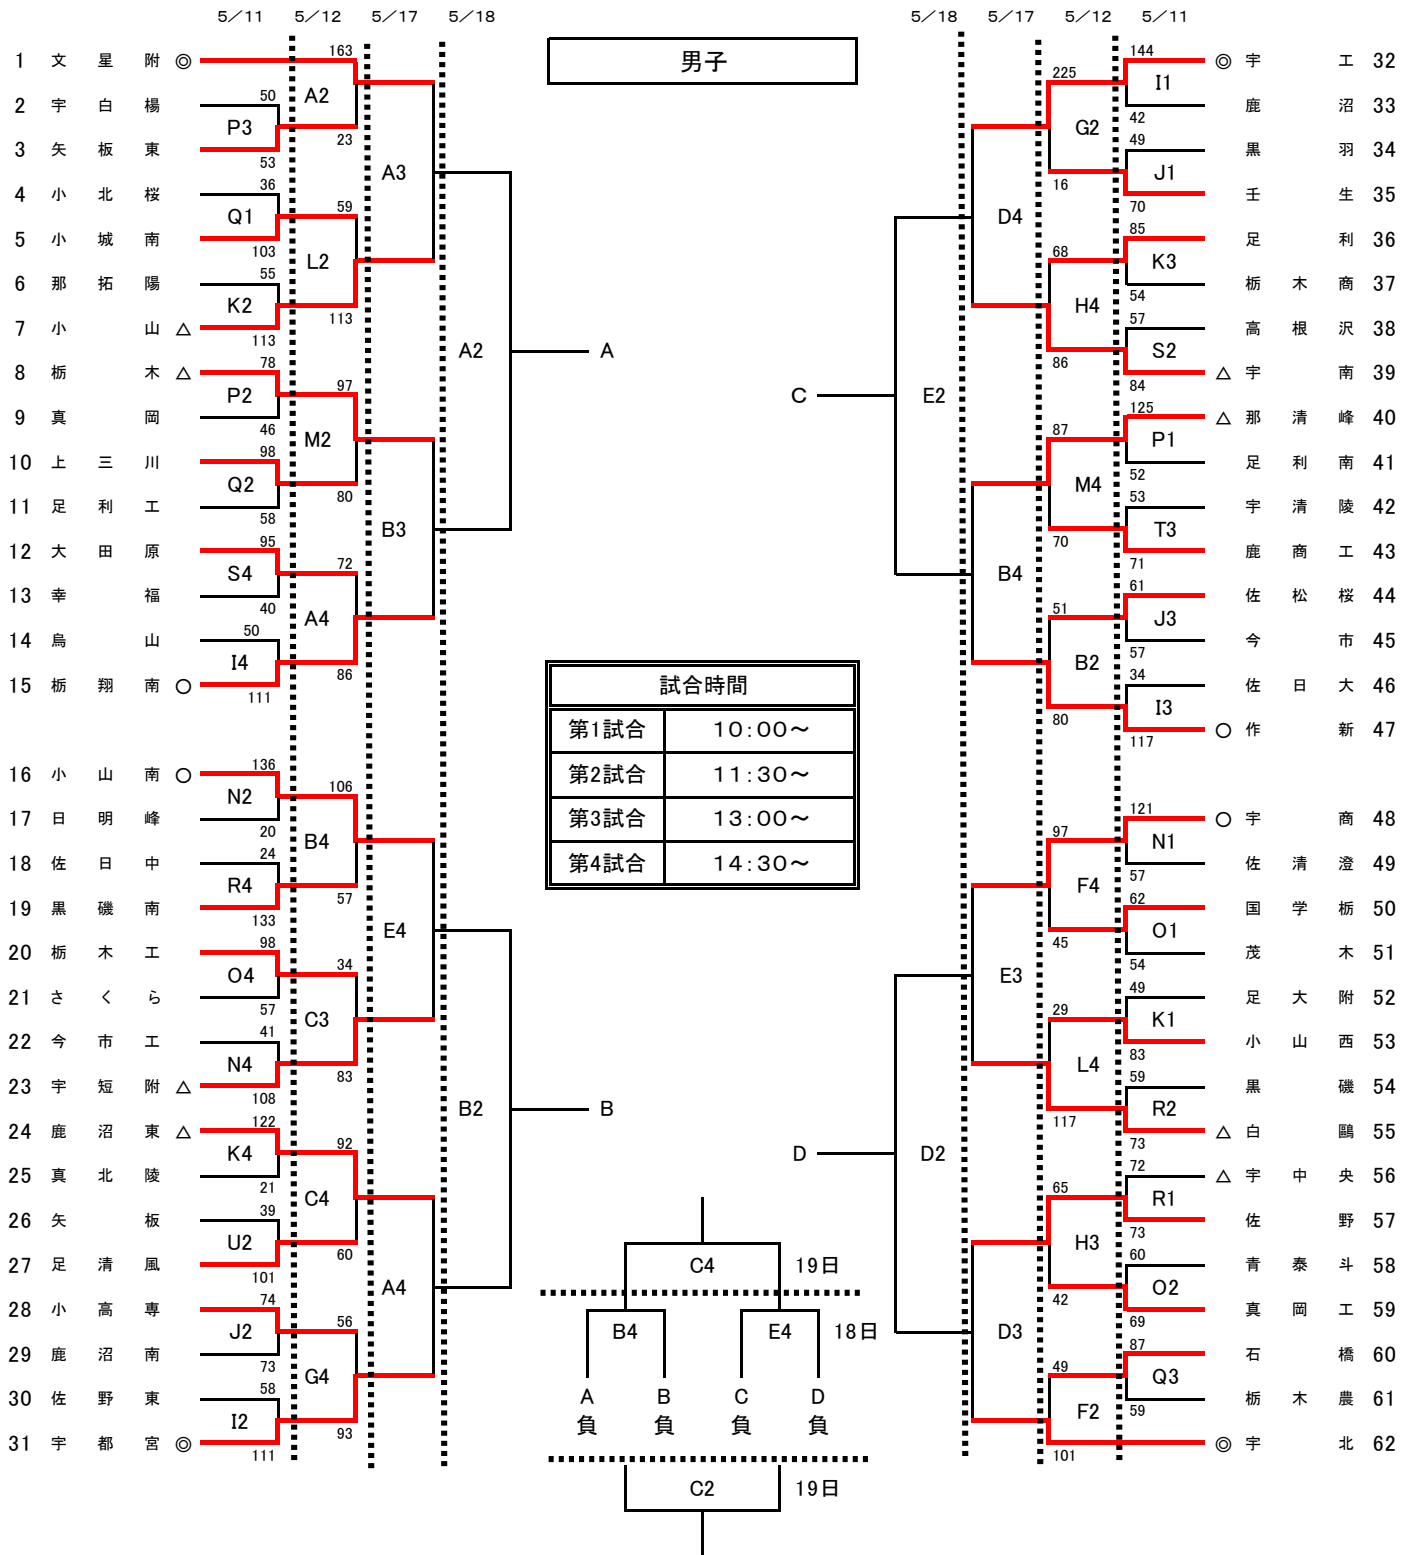 5／11 5／12 5／17 5／18 5／18 5／17 5／12 5／11
男子
1 文星附 ◎
2 宇白楊
3 矢板東
4 小北桜
5 小城南
6 那拓陽
7 小山 △
8 栃木 △
9 真岡
10 上三川
11 足利工
12 大田原
13 幸福
14 烏山
15 栃翔南 ○
16 小山南 ○
17 日明峰
18 佐日中
19 黒磯南
20 栃木工
21 さくら
22 今市工
23 宇短附 △
24 鹿沼東 △
25 真北陵
26 矢板
27 足清風
28 小高専
29 鹿沼南
30 佐野東
31 宇都宮 ◎
50 P3 53
36 Q1 103
55 K2 113
78 P2 46
98 Q2 58
95 S4 40
50 I4 111
136 N2 20
24 R4 133
98 O4 57
41 N4 108
122 K4 21
39 U2 101
74 J2 73
58 I2 111
163 A2 23
59 L2 113
97 M2 80
72 A4 86
106 B4 57
34 C3 83
92 C4 60
56 G4 93
A3
B3
E4
A4
A2 A
B2 B
試合時間
第1試合 10:00～
第2試合 11:30～
第3試合 13:00～
第4試合 14:30～
C4 19日
B4 E4 18日
A負 B負 C負 D負
C2 19日
C E2
D D2
D4
B4
E3
D3
225 G2 16
68 H4 86
87 M4 70
51 B2 80
97 F4 45
29 L4 117
65 H3 42
49 F2 101
144 I1 42
49 J1 70
85 K3 54
57 S2 84
125 P1 52
53 T3 71
61 J3 57
34 I3 117
121 N1 57
62 O1 54
49 K1 83
59 R2 73
72 R1 73
60 O2 69
87 Q3 59
◎ 宇工 32
鹿沼 33
黒羽 34
壬生 35
足利 36
栃木商 37
高根沢 38
△ 宇南 39
△ 那清峰 40
足利南 41
宇清陵 42
鹿商工 43
佐松桜 44
今市 45
佐日大 46
○ 作新 47
○ 宇商 48
佐清澄 49
国学栃 50
茂木 51
足大附 52
小山西 53
黒磯 54
△ 白鷗 55
△ 宇中央 56
佐野 57
青泰斗 58
真岡工 59
石橋 60
栃木農 61
◎ 宇北 62